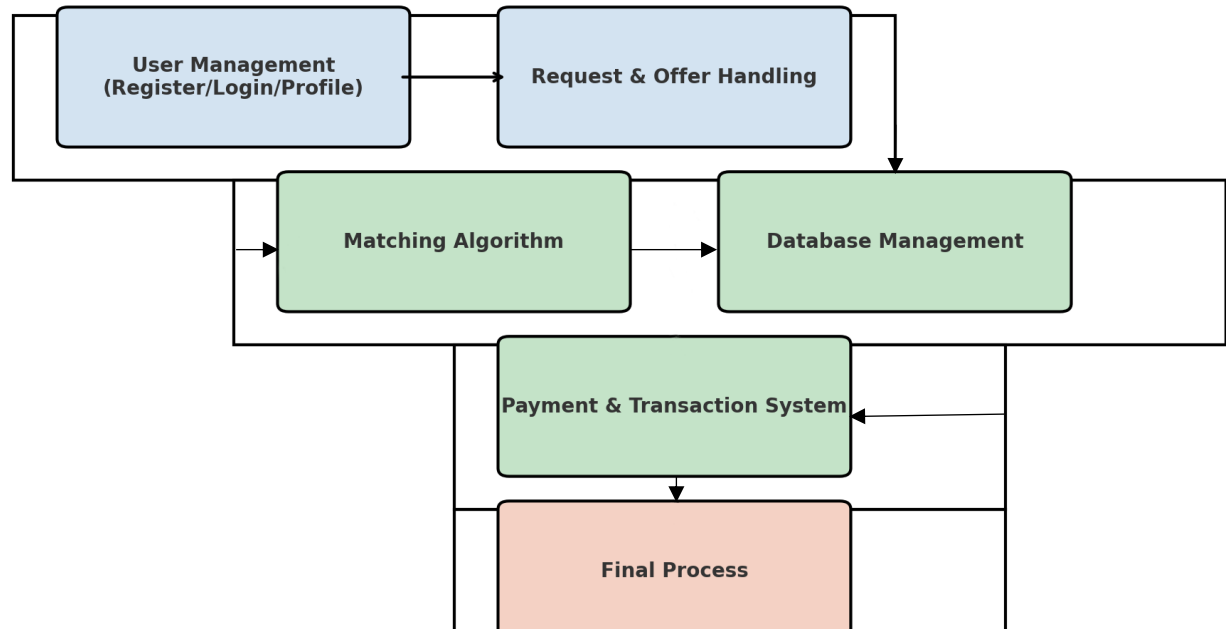 User Management
(Register/Login/Profile)
Request & Offer Handling
Matching Algorithm
Database Management
Payment & Transaction System
Final Process